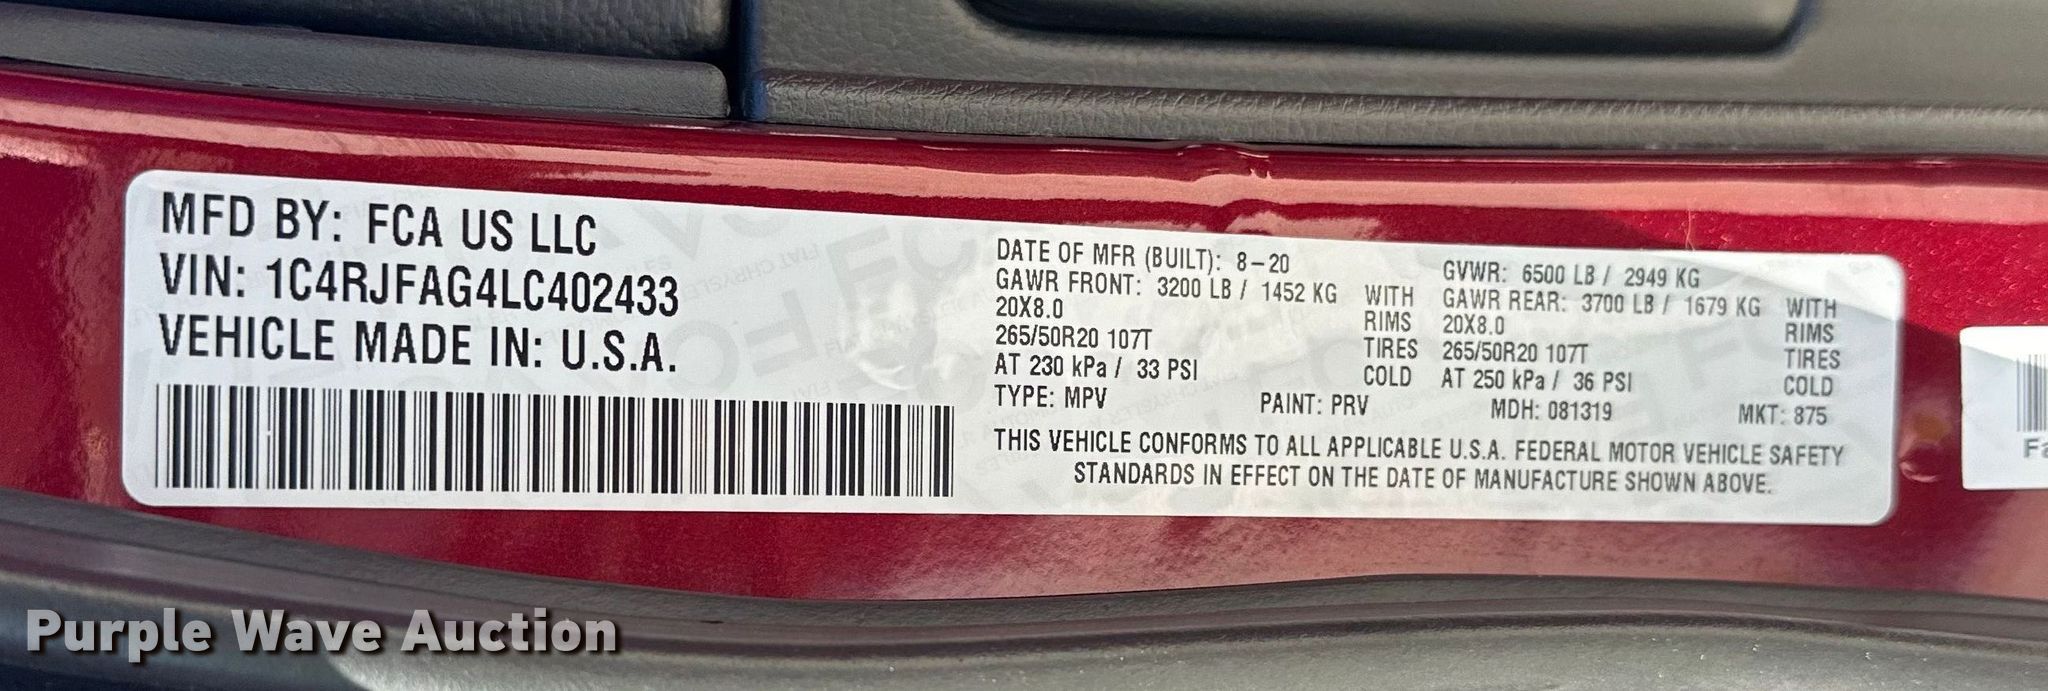 MFD BY: FCA US LLC
VIN: 1C4RJFAG4LC402433
VEHICLE MADE IN: U.S.A.
DATE OF MFR (BUILT): 8-20 GVWR: 6500 LB / 2949 KG
GAWR FRONT: 3200 LB / 1452 KG WITH GAWR REAR: 3700 LB / 1679 KG WITH
20X8.0 RIMS 20X8.0 RIMS
265/50R20 107T TIRES 265/50R20 107T TIRES
AT 230 kPa / 33 PSI COLD AT 250 kPa / 36 PSI COLD
TYPE: MPV PAINT: PRV MDH: 081319 MKT: 875
THIS VEHICLE CONFORMS TO ALL APPLICABLE U.S.A. FEDERAL MOTOR VEHICLE SAFETY
STANDARDS IN EFFECT ON THE DATE OF MANUFACTURE SHOWN ABOVE.
Purple Wave Auction